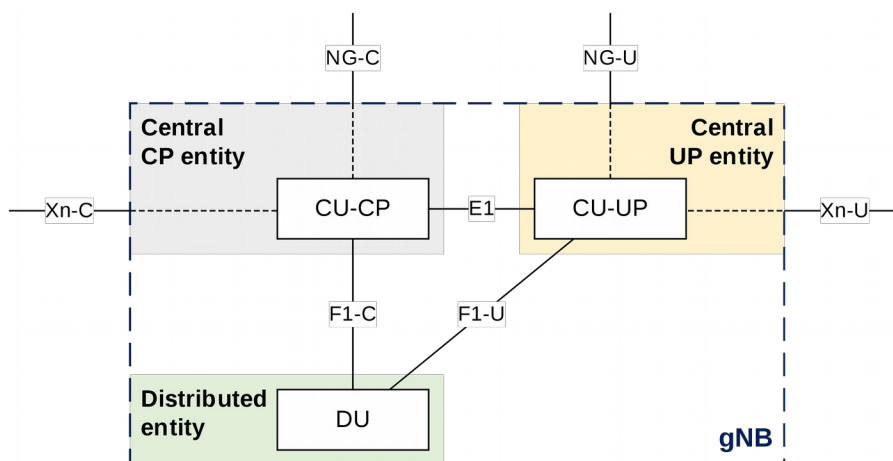 NG-C
NG-U
Central
CP entity
Central
UP entity
Xn-C
CU-CP
E1
CU-UP
Xn-U
F1-C
F1-U
Distributed
entity
DU
gNB